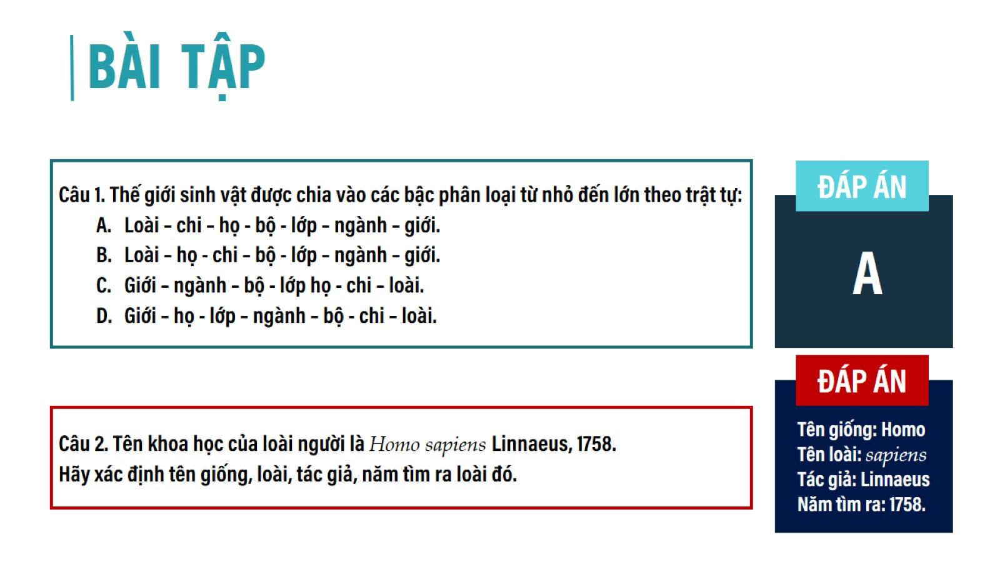 BÀI TẬP
Câu 1. Thế giới sinh vật được chia vào các bậc phân loại từ nhỏ đến lớn theo trật tự:
A. Loài – chi – họ - bộ - lớp – ngành – giới.
B. Loài – họ - chi – bộ - lớp – ngành – giới.
C. Giới – ngành – bộ - lớp họ - chi – loài.
D. Giới – họ - lớp – ngành – bộ - chi – loài.
ĐÁP ÁN
A
Câu 2. Tên khoa học của loài người là Homo sapiens Linnaeus, 1758.
Hãy xác định tên giống, loài, tác giả, năm tìm ra loài đó.
ĐÁP ÁN
Tên giống: Homo
Tên loài: sapiens
Tác giả: Linnaeus
Năm tìm ra: 1758.